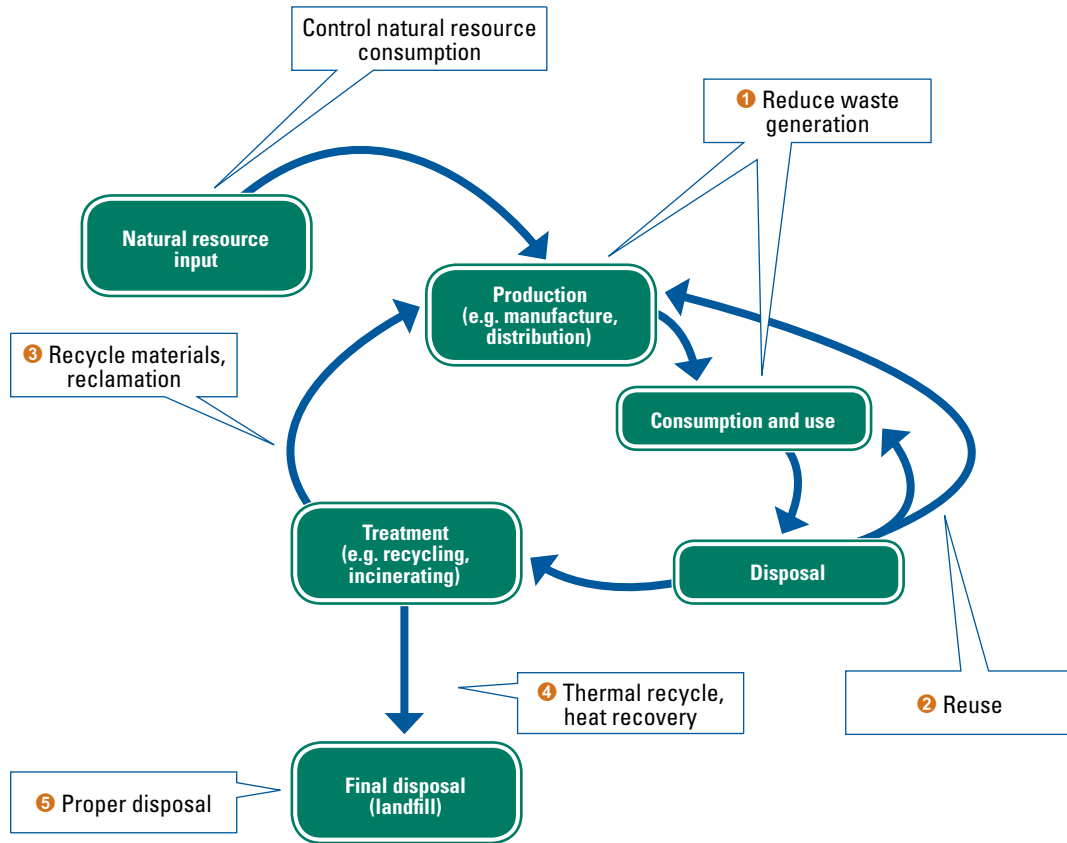 Control natural resource
consumption
❶ Reduce waste
generation
Natural resource
input
Production
(e.g. manufacture,
distribution)
❸ Recycle materials,
reclamation
Consumption and use
Treatment
(e.g. recycling,
incinerating)
Disposal
❹ Thermal recycle,
heat recovery
❷ Reuse
Final disposal
(landfill)
❺ Proper disposal